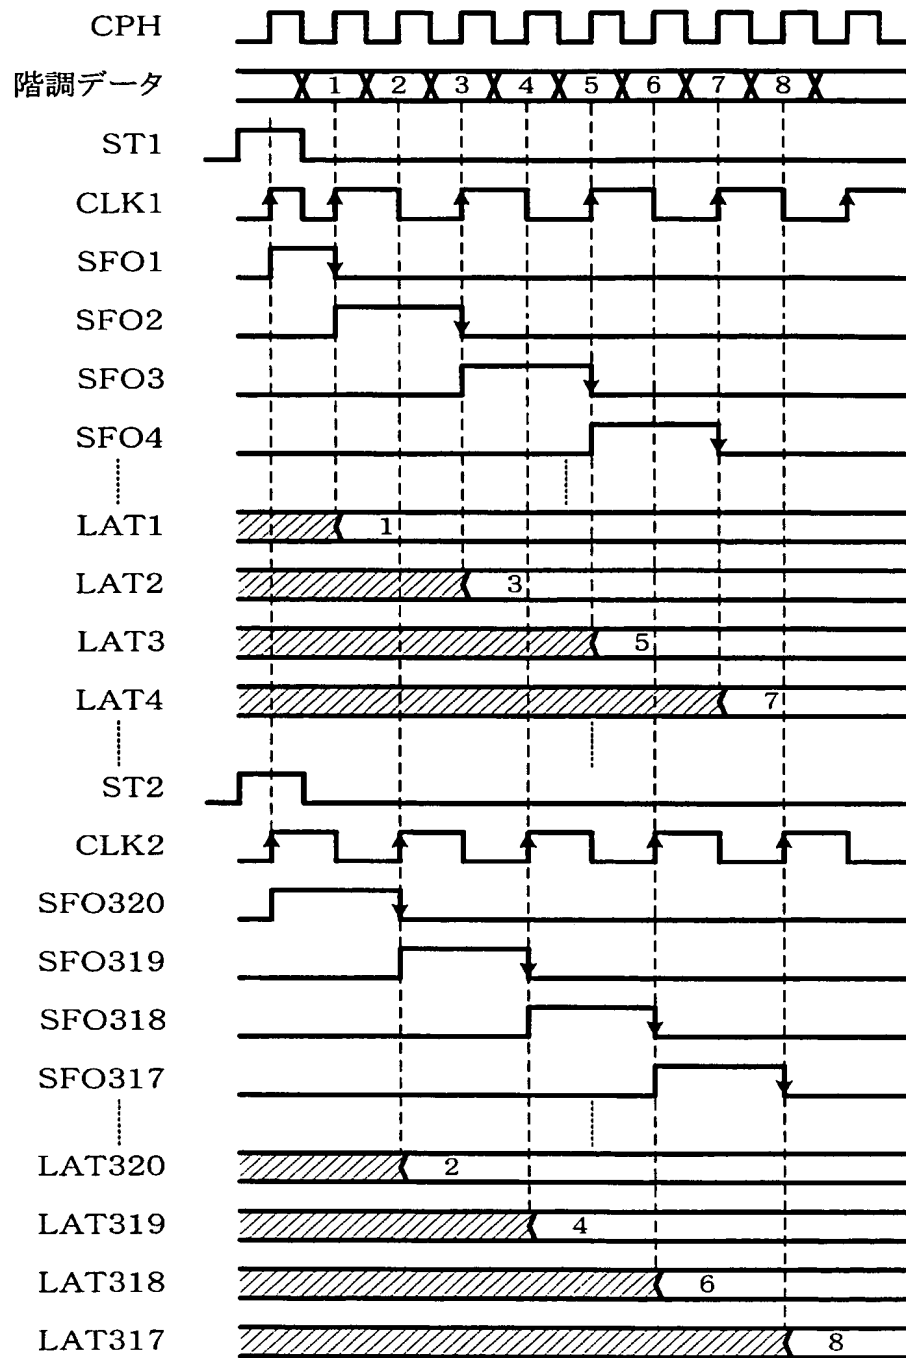 CPH
階調データ 1 2 3 4 5 6 7 8
ST1
CLK1
SFO1
SFO2
SFO3
SFO4
LAT1 1
LAT2 3
LAT3 5
LAT4 7
ST2
CLK2
SFO320
SFO319
SFO318
SFO317
LAT320 2
LAT319 4
LAT318 6
LAT317 8